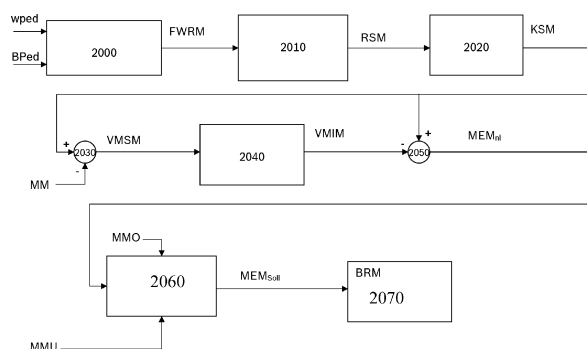 wped
BPed
2000
FWRM
2010
RSM
2020
KSM
+
2030
-
MM
VMSM
2040
VMIM
-
+
2050
MEMnl
MMO
2060
MMU
MEMSoll
BRM
2070